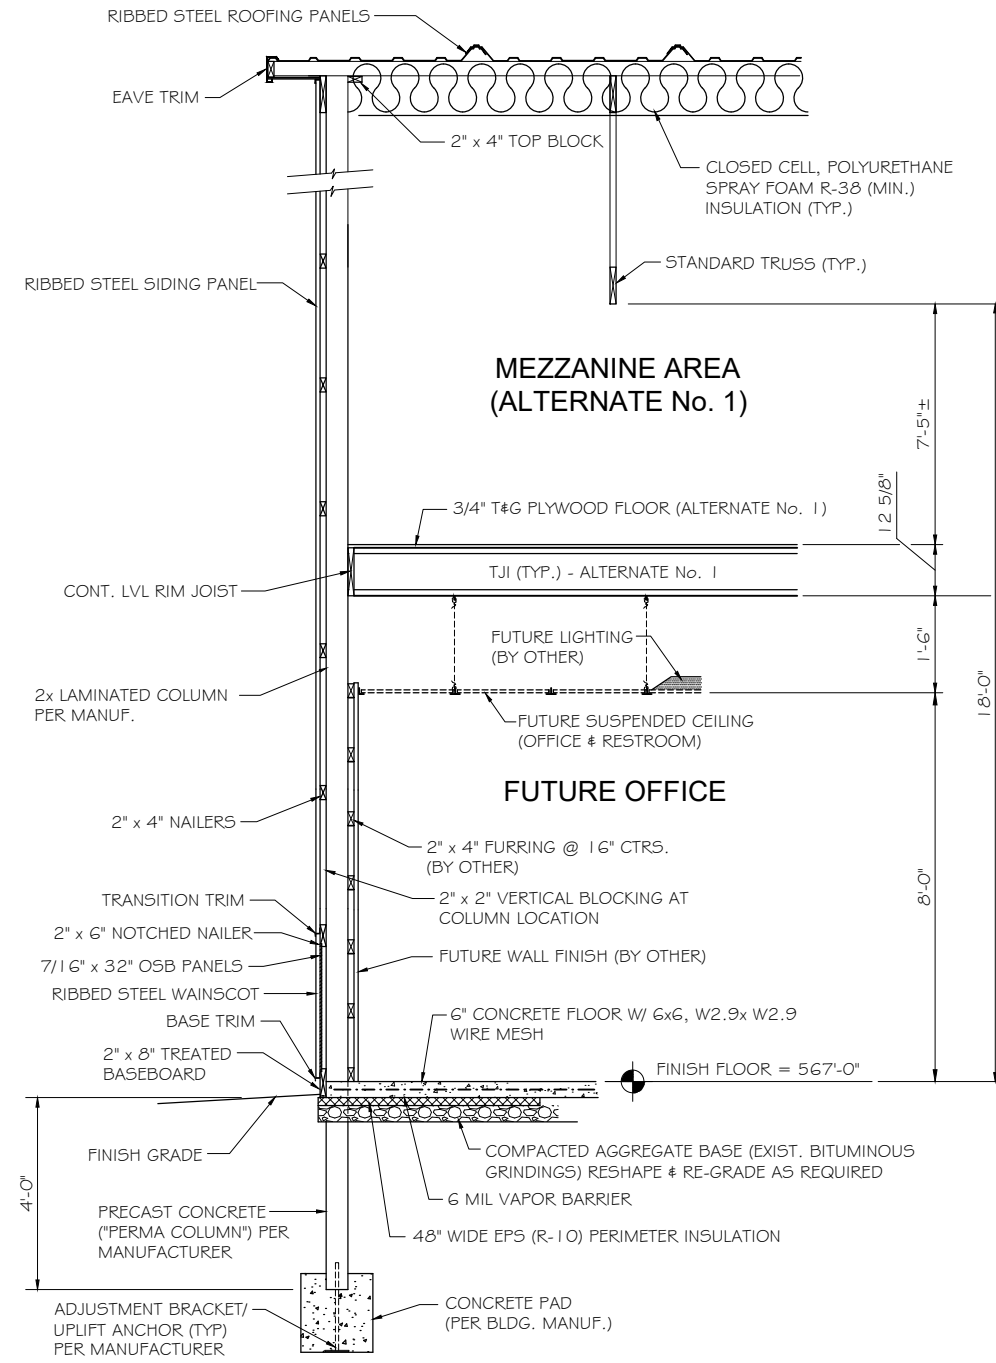 RIBBED STEEL ROOFING PANELS
EAVE TRIM
2" x 4" TOP BLOCK
CLOSED CELL, POLYURETHANE
SPRAY FOAM R-38 (MIN.)
INSULATION (TYP.)
STANDARD TRUSS (TYP.)
RIBBED STEEL SIDING PANEL
MEZZANINE AREA
(ALTERNATE No. 1)
7'-5"±
12 5/8"
3/4" T&G PLYWOOD FLOOR (ALTERNATE No. 1)
TJI (TYP.) - ALTERNATE No. 1
CONT. LVL RIM JOIST
FUTURE LIGHTING
(BY OTHER)
1'-6"
18'-0"
2x LAMINATED COLUMN
PER MANUF.
FUTURE SUSPENDED CEILING
(OFFICE & RESTROOM)
FUTURE OFFICE
2" x 4" NAILERS
2" x 4" FURRING @ 16" CTRS.
(BY OTHER)
8'-0"
TRANSITION TRIM
2" x 2" VERTICAL BLOCKING AT
COLUMN LOCATION
2" x 6" NOTCHED NAILER
7/16" x 32" OSB PANELS
FUTURE WALL FINISH (BY OTHER)
RIBBED STEEL WAINSCOT
BASE TRIM
6" CONCRETE FLOOR W/ 6x6, W2.9x W2.9
WIRE MESH
2" x 8" TREATED
BASEBOARD
FINISH FLOOR = 567'-0"
FINISH GRADE
COMPACTED AGGREGATE BASE (EXIST. BITUMINOUS
GRINDINGS) RESHAPE & RE-GRADE AS REQUIRED
4'-0"
6 MIL VAPOR BARRIER
PRECAST CONCRETE
("PERMA COLUMN") PER
MANUFACTURER
48" WIDE EPS (R-10) PERIMETER INSULATION
ADJUSTMENT BRACKET/
UPLIFT ANCHOR (TYP)
PER MANUFACTURER
CONCRETE PAD
(PER BLDG. MANUF.)